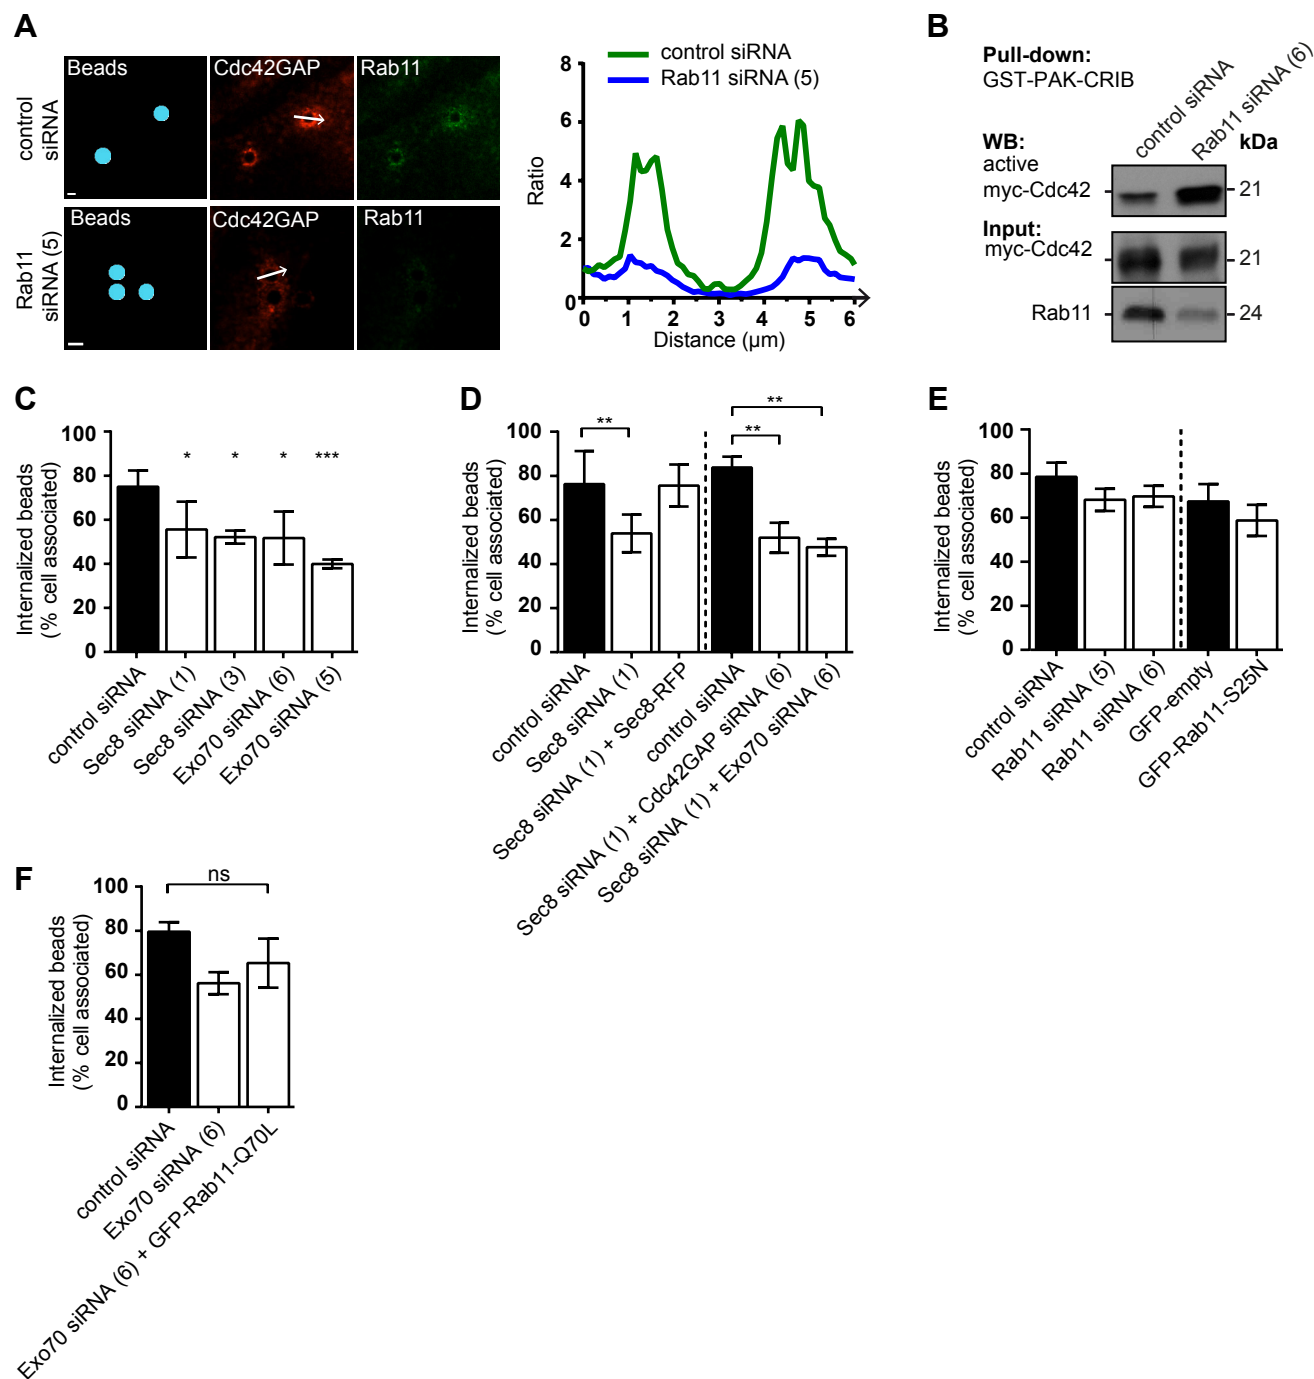 A
Beads
Cdc42GAP
Rab11
control
siRNA
Beads
Cdc42GAP
Rab11
Rab11
siRNA (5)
control siRNA
Rab11 siRNA (5)
Ratio
8
6
4
2
0
0 1 2 3 4 5 6
Distance (µm)
B
Pull-down:
GST-PAK-CRIB
control siRNA
Rab11 siRNA (6)
WB:
kDa
active
myc-Cdc42
21
Input:
myc-Cdc42
21
Rab11
24
C
Internalized beads
(% cell associated)
100
80
60
40
20
0
* * * ***
control siRNA
Sec8 siRNA (1)
Sec8 siRNA (3)
Exo70 siRNA (6)
Exo70 siRNA (5)
D
Internalized beads
(% cell associated)
100
80
60
40
20
0
**
**
**
control siRNA
Sec8 siRNA (1)
Sec8 siRNA (1) + Sec8-RFP
control siRNA
Sec8 siRNA (1) + Cdc42GAP siRNA (6)
Sec8 siRNA (1) + Exo70 siRNA (6)
E
Internalized beads
(% cell associated)
100
80
60
40
20
0
control siRNA
Rab11 siRNA (5)
Rab11 siRNA (6)
GFP-empty
GFP-Rab11-S25N
F
Internalized beads
(% cell associated)
100
80
60
40
20
0
ns
control siRNA
Exo70 siRNA (6)
Exo70 siRNA (6) + GFP-Rab11-Q70L